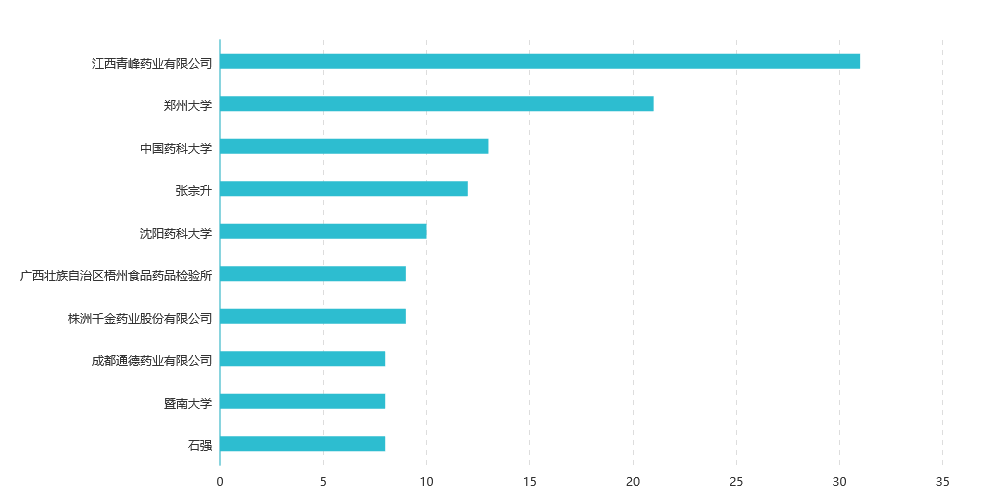 江西青峰药业有限公司
郑州大学
中国药科大学
张宗升
沈阳药科大学
广西壮族自治区梧州食品药品检验所
株洲千金药业股份有限公司
成都通德药业有限公司
暨南大学
石强
0 5 10 15 20 25 30 35